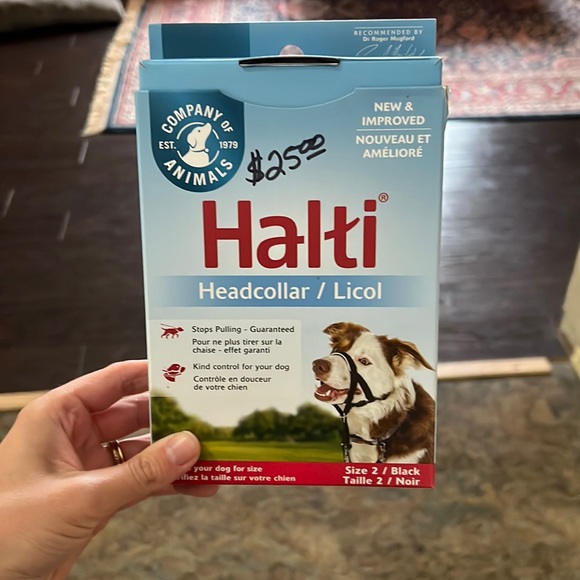 RECOMMENDED BY
Dr Roger Mugford
COMPANY OF
EST. 1979
ANIMALS
$25.00
NEW &
IMPROVED
NOUVEAU ET
AMÉLIORÉ
Halti®
Headcollar / Licol
Stops Pulling - Guaranteed
Pour ne plus tirer sur la
chaise - effet garanti
Kind control for your dog
Contrôle en douceur
de votre chien
your dog for size
la taille sur votre chien
Size 2 / Black
Taille 2 / Noir